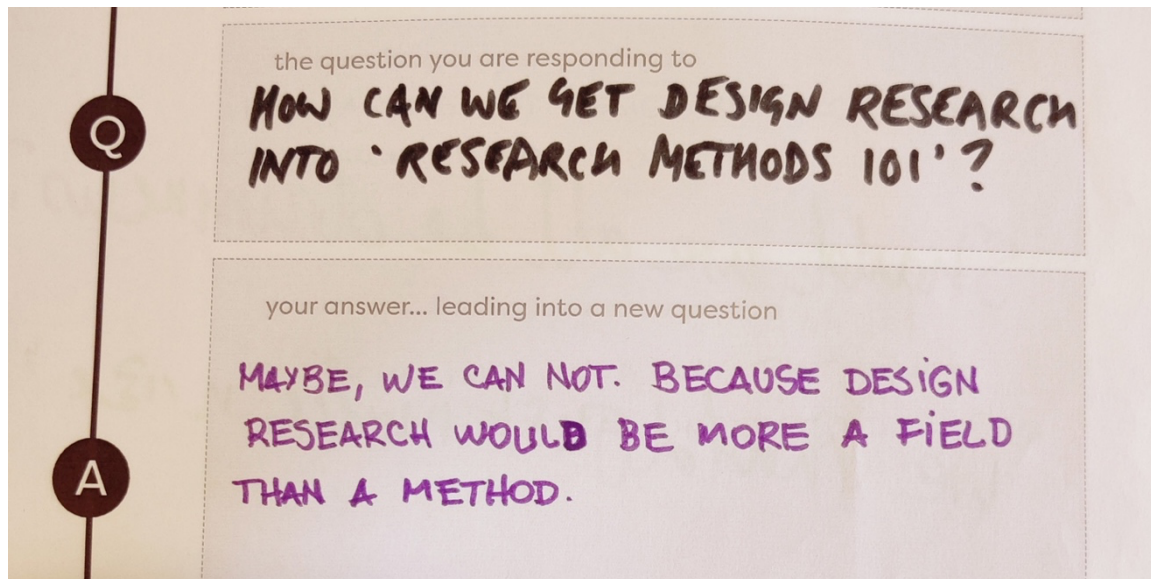 the question you are responding to
Q
HOW CAN WE GET DESIGN RESEARCH
INTO 'RESEARCH METHODS 101'?
your answer... leading into a new question
MAYBE, WE CAN NOT. BECAUSE DESIGN
RESEARCH WOULD BE MORE A FIELD
A
THAN A METHOD.